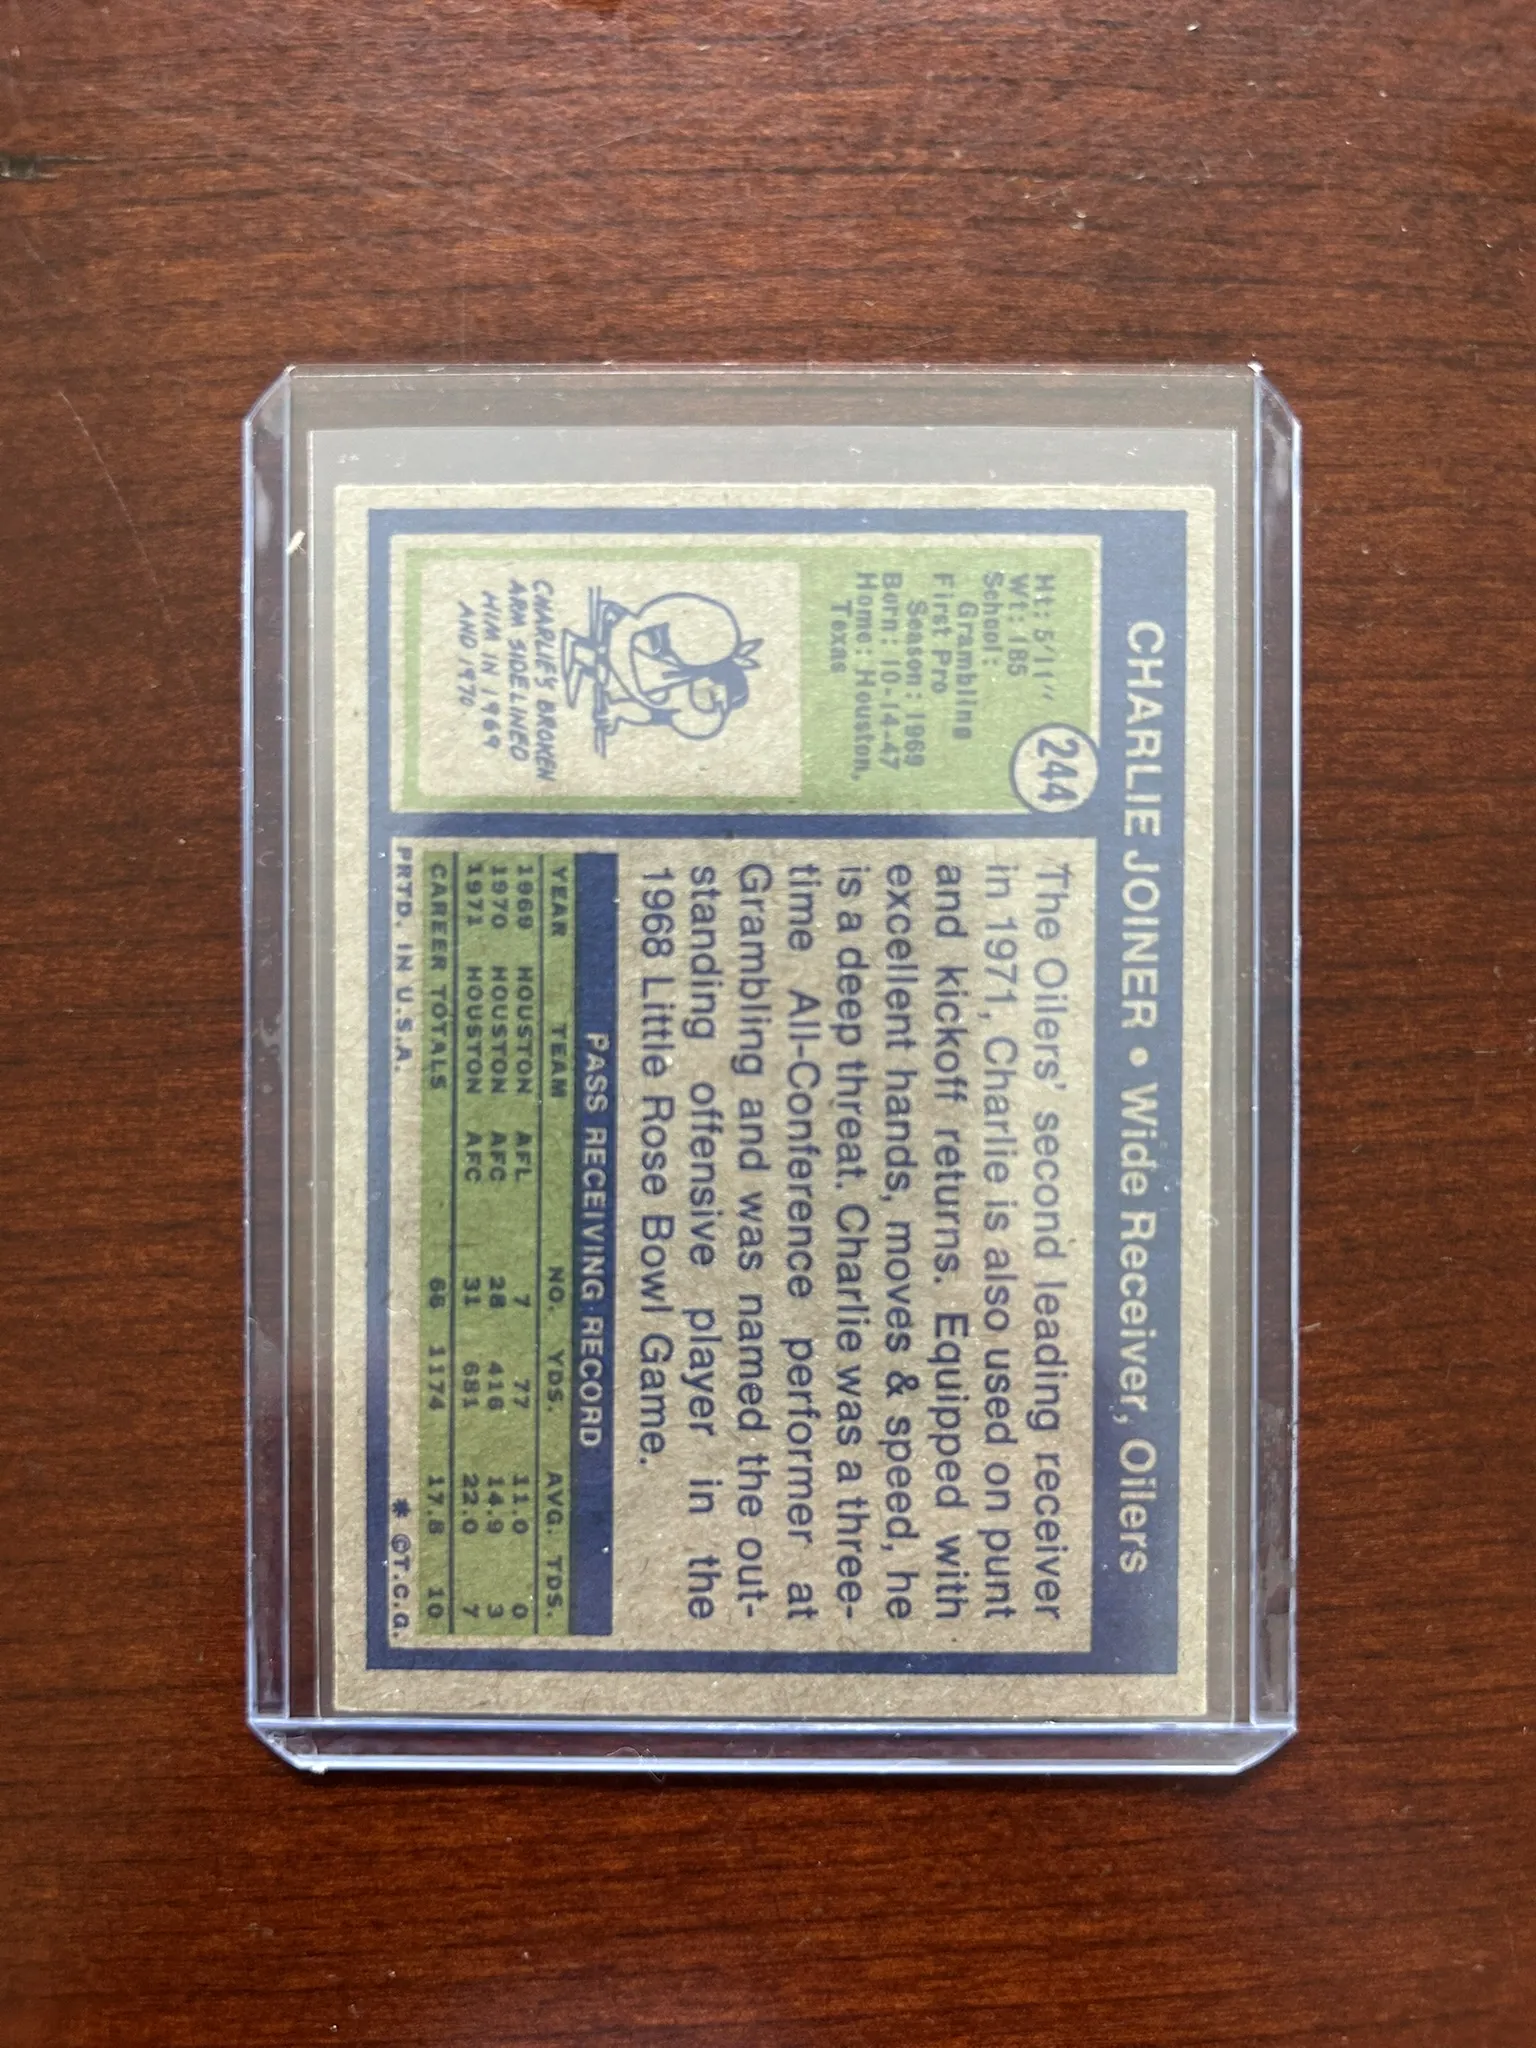 CHARLIE JOINER • Wide Receiver, Oilers
244
Ht: 5'11"
Wt: 185
School:
Grambling
First Pro
Season: 1969
Born: 10-14-47
Home: Houston,
Texas
CHARLIE'S BROKEN
ARM SIDELINED
HIM IN 1969
AND 1970.
The Oilers' second leading receiver
in 1971, Charlie is also used on punt
and kickoff returns. Equipped with
excellent hands, moves & speed, he
is a deep threat. Charlie was a three-
time All-Conference performer at
Grambling and was named the out-
standing offensive player in the
1968 Little Rose Bowl Game.
PASS RECEIVING RECORD
YEAR TEAM NO. YDS. AVG. TDS.
1969 HOUSTON AFL 7 77 11.0 0
1970 HOUSTON AFC 28 416 14.9 3
1971 HOUSTON AFC 31 681 22.0 7
CAREER TOTALS 66 1174 17.8 10
PRTD. IN U.S.A. * ©T.C.G.